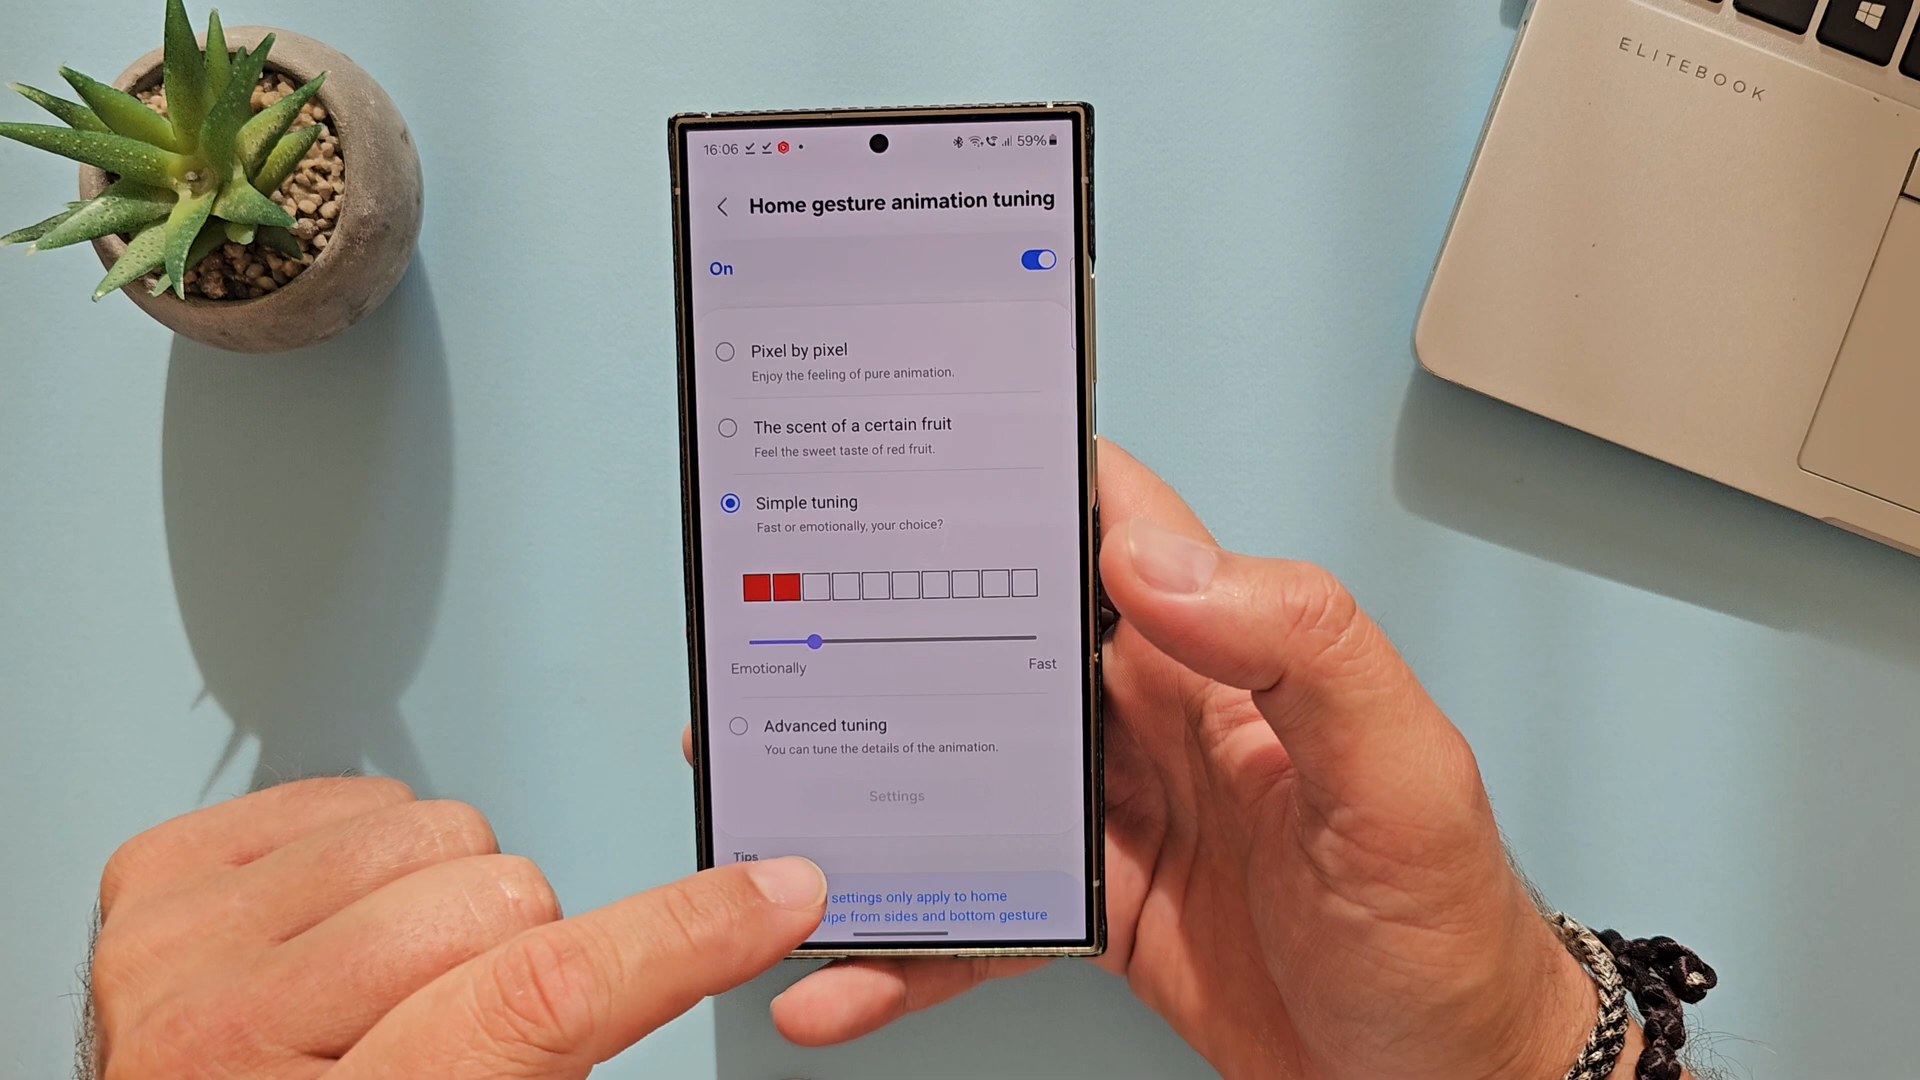 ELITEBOOK
16:06
59%
Home gesture animation tuning
On
Pixel by pixel
Enjoy the feeling of pure animation.
The scent of a certain fruit
Feel the sweet taste of red fruit.
Simple tuning
Fast or emotionally, your choice?
Emotionally Fast
Advanced tuning
You can tune the details of the animation.
Settings
Tips
settings only apply to home
from sides and bottom gesture